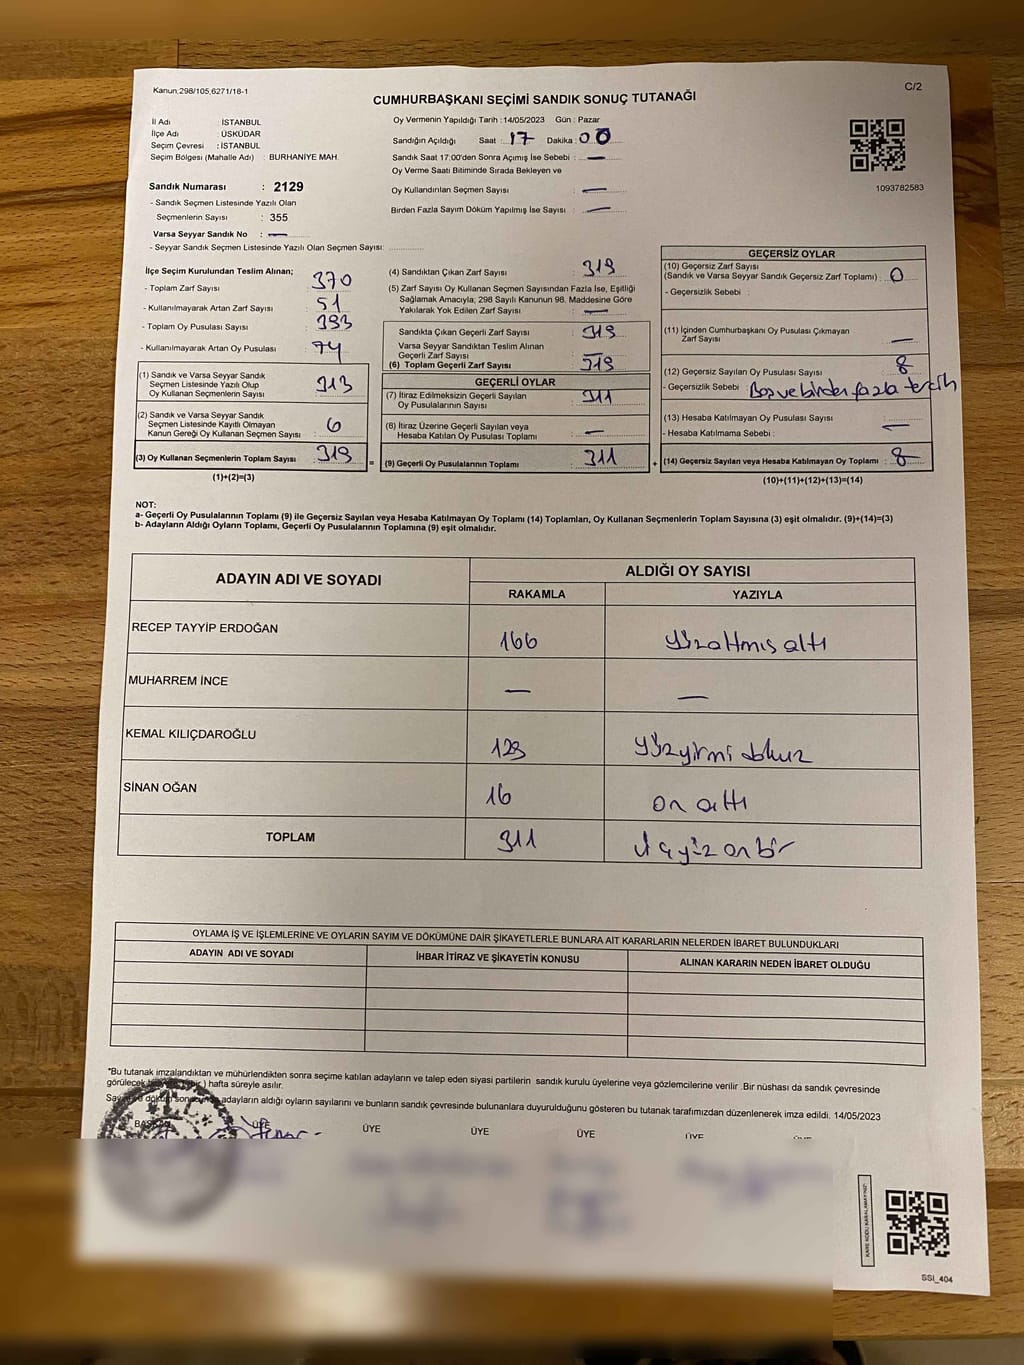 Kanun,298/105,6271/18-1
C/2
CUMHURBAŞKANI SEÇİMİ SANDIK SONUÇ TUTANAĞI
İl Adı : İSTANBUL
İlçe Adı : ÜSKÜDAR
Seçim Çevresi : İSTANBUL
Seçim Bölgesi (Mahalle Adı) : BURHANİYE MAH.
Sandık Numarası : 2129
- Sandık Seçmen Listesinde Yazılı Olan
Seçmenlerin Sayısı : 355
Varsa Seyyar Sandık No : —
- Seyyar Sandık Seçmen Listesinde Yazılı Olan Seçmen Sayısı: ............
Oy Vermenin Yapıldığı Tarih : 14/05/2023 Gün : Pazar
Sandığın Açıldığı Saat : 17 Dakika : 00
Sandık Saat 17:00'den Sonra Açımış İse Sebebi : —
Oy Verme Saati Bitiminde Sırada Bekleyen ve
Oy Kullandırılan Seçmen Sayısı : —
Birden Fazla Sayım Döküm Yapılmış İse Sayısı : —
1093782583
İlçe Seçim Kurulundan Teslim Alınan;
- Toplam Zarf Sayısı : 370
- Kullanılmayarak Artan Zarf Sayısı : 51
- Toplam Oy Pusulası Sayısı : 393
- Kullanılmayarak Artan Oy Pusulası : 74
(1) Sandık ve Varsa Seyyar Sandık
Seçmen Listesinde Yazılı Olup
Oy Kullanan Seçmenlerin Sayısı : 313
(2) Sandık ve Varsa Seyyar Sandık
Seçmen Listesinde Kayıtlı Olmayan
Kanun Gereği Oy Kullanan Seçmen Sayısı : 6
(3) Oy Kullanan Seçmenlerin Toplam Sayısı : 319
(1)+(2)=(3)
(4) Sandıktan Çıkan Zarf Sayısı : 319
(5) Zarf Sayısı Oy Kullanan Seçmen Sayısından Fazla İse, Eşitliği
Sağlamak Amacıyla; 298 Sayılı Kanunun 98. Maddesine Göre
Yakılarak Yok Edilen Zarf Sayısı : —
Sandıkta Çıkan Geçerli Zarf Sayısı : 319
Varsa Seyyar Sandıktan Teslim Alınan
Geçerli Zarf Sayısı :
(6) Toplam Geçerli Zarf Sayısı : 319
GEÇERLİ OYLAR
(7) İtiraz Edilmeksizin Geçerli Sayılan
Oy Pusulalarının Sayısı : 311
(8) İtiraz Üzerine Geçerli Sayılan veya
Hesaba Katılan Oy Pusulası Toplamı : —
= (9) Geçerli Oy Pusulalarının Toplamı : 311
GEÇERSİZ OYLAR
(10) Geçersiz Zarf Sayısı
(Sandık ve Varsa Seyyar Sandık Geçersiz Zarf Toplamı) : 0
- Geçersizlik Sebebi :
(11) İçinden Cumhurbaşkanı Oy Pusulası Çıkmayan
Zarf Sayısı : —
(12) Geçersiz Sayılan Oy Pusulası Sayısı : 8
- Geçersizlik Sebebi : Boş ve birden fazla tercih
(13) Hesaba Katılmayan Oy Pusulası Sayısı : —
- Hesaba Katılmama Sebebi :
+ (14) Geçersiz Sayılan veya Hesaba Katılmayan Oy Toplamı : 8
(10)+(11)+(12)+(13)=(14)
NOT:
a- Geçerli Oy Pusulalarının Toplamı (9) ile Geçersiz Sayılan veya Hesaba Katılmayan Oy Toplamı (14) Toplamları, Oy Kullanan Seçmenlerin Toplam Sayısına (3) eşit olmalıdır. (9)+(14)=(3)
b- Adayların Aldığı Oyların Toplamı, Geçerli Oy Pusulalarının Toplamına (9) eşit olmalıdır.
ADAYIN ADI VE SOYADI ALDIĞI OY SAYISI
RAKAMLA YAZIYLA
RECEP TAYYİP ERDOĞAN 166 Yüzaltmış altı
MUHARREM İNCE — —
KEMAL KILIÇDAROĞLU 129 Yüzyirmi dokuz
SİNAN OĞAN 16 on altı
TOPLAM 311 üçyüz on bir
OYLAMA İŞ VE İŞLEMLERİNE VE OYLARIN SAYIM VE DÖKÜMÜNE DAİR ŞİKAYETLERLE BUNLARA AİT KARARLARIN NELERDEN İBARET BULUNDUKLARI
ADAYIN ADI VE SOYADI İHBAR İTİRAZ VE ŞİKAYETİN KONUSU ALINAN KARARIN NEDEN İBARET OLDUĞU
*Bu tutanak imzalandıktan ve mühürlendikten sonra seçime katılan adayların ve talep eden siyasi partilerin sandık kurulu üyelerine veya gözlemcilerine verilir .Bir nüshası da sandık çevresinde
görülecek bir ) hafta süreyle asılır.
Sayım ve döküm sonucunda adayların aldığı oyların sayılarını ve bunların sandık çevresinde bulunanlara duyurulduğunu gösteren bu tutanak tarafımızdan düzenlenerek imza edildi. 14/05/2023
BAŞKAN ÜYE ÜYE ÜYE ÜYE ÜYE
SSI_404